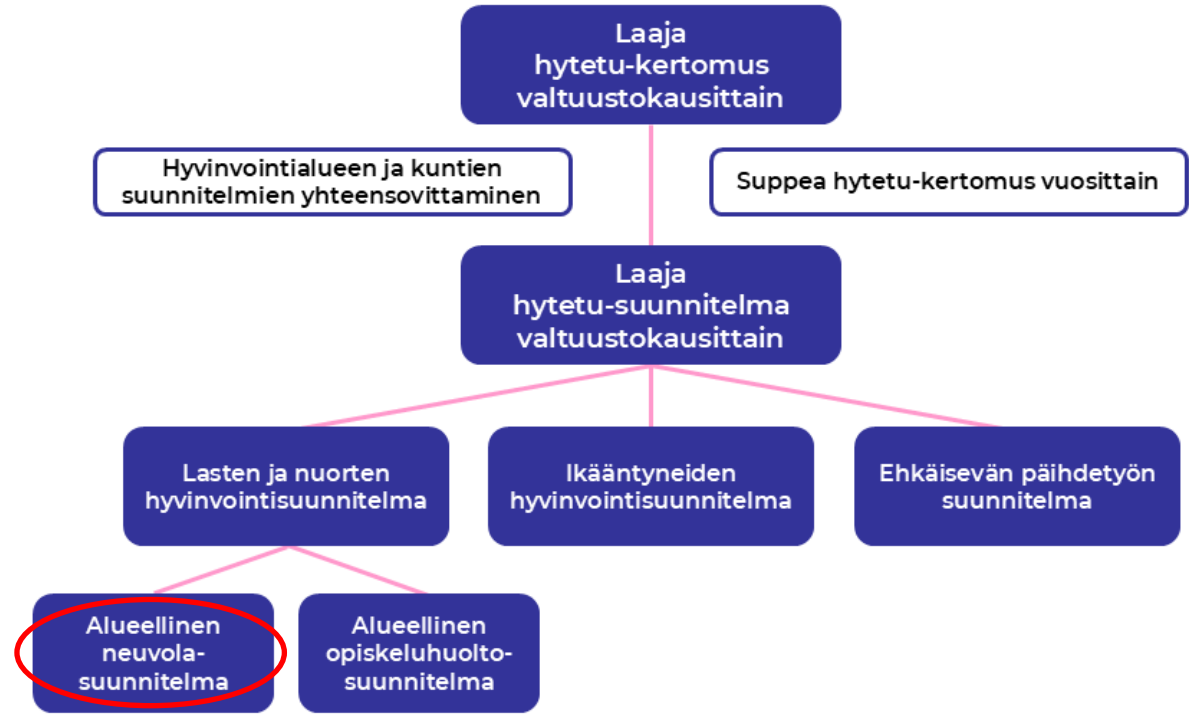 Laaja
hytetu-kertomus
valtuustokausittain
Hyvinvointialueen ja kuntien
suunnitelmien yhteensovittaminen
Suppea hytetu-kertomus vuosittain
Laaja
hytetu-suunnitelma
valtuustokausittain
Lasten ja nuorten
hyvinvointisuunnitelma
Ikääntyneiden
hyvinvointisuunnitelma
Ehkäisevän päihdetyön
suunnitelma
Alueellinen
neuvola-
suunnitelma
Alueellinen
opiskeluhuolto-
suunnitelma